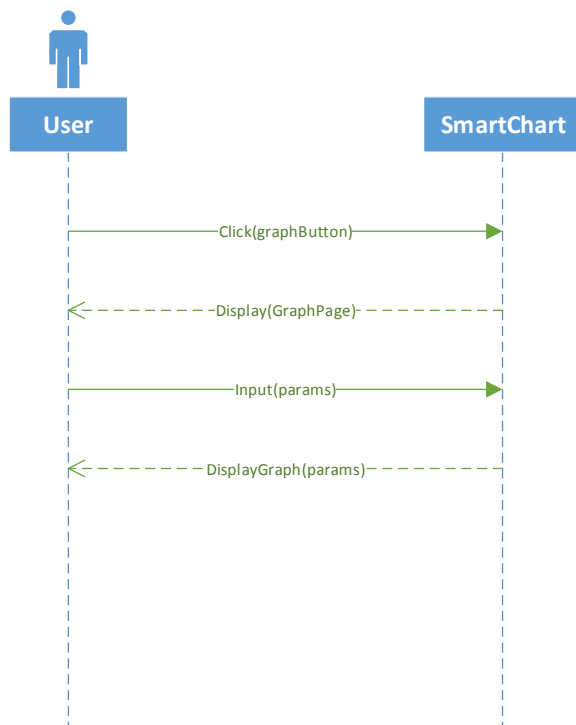 User
SmartChart
Click(graphButton)
Display(GraphPage)
Input(params)
DisplayGraph(params)